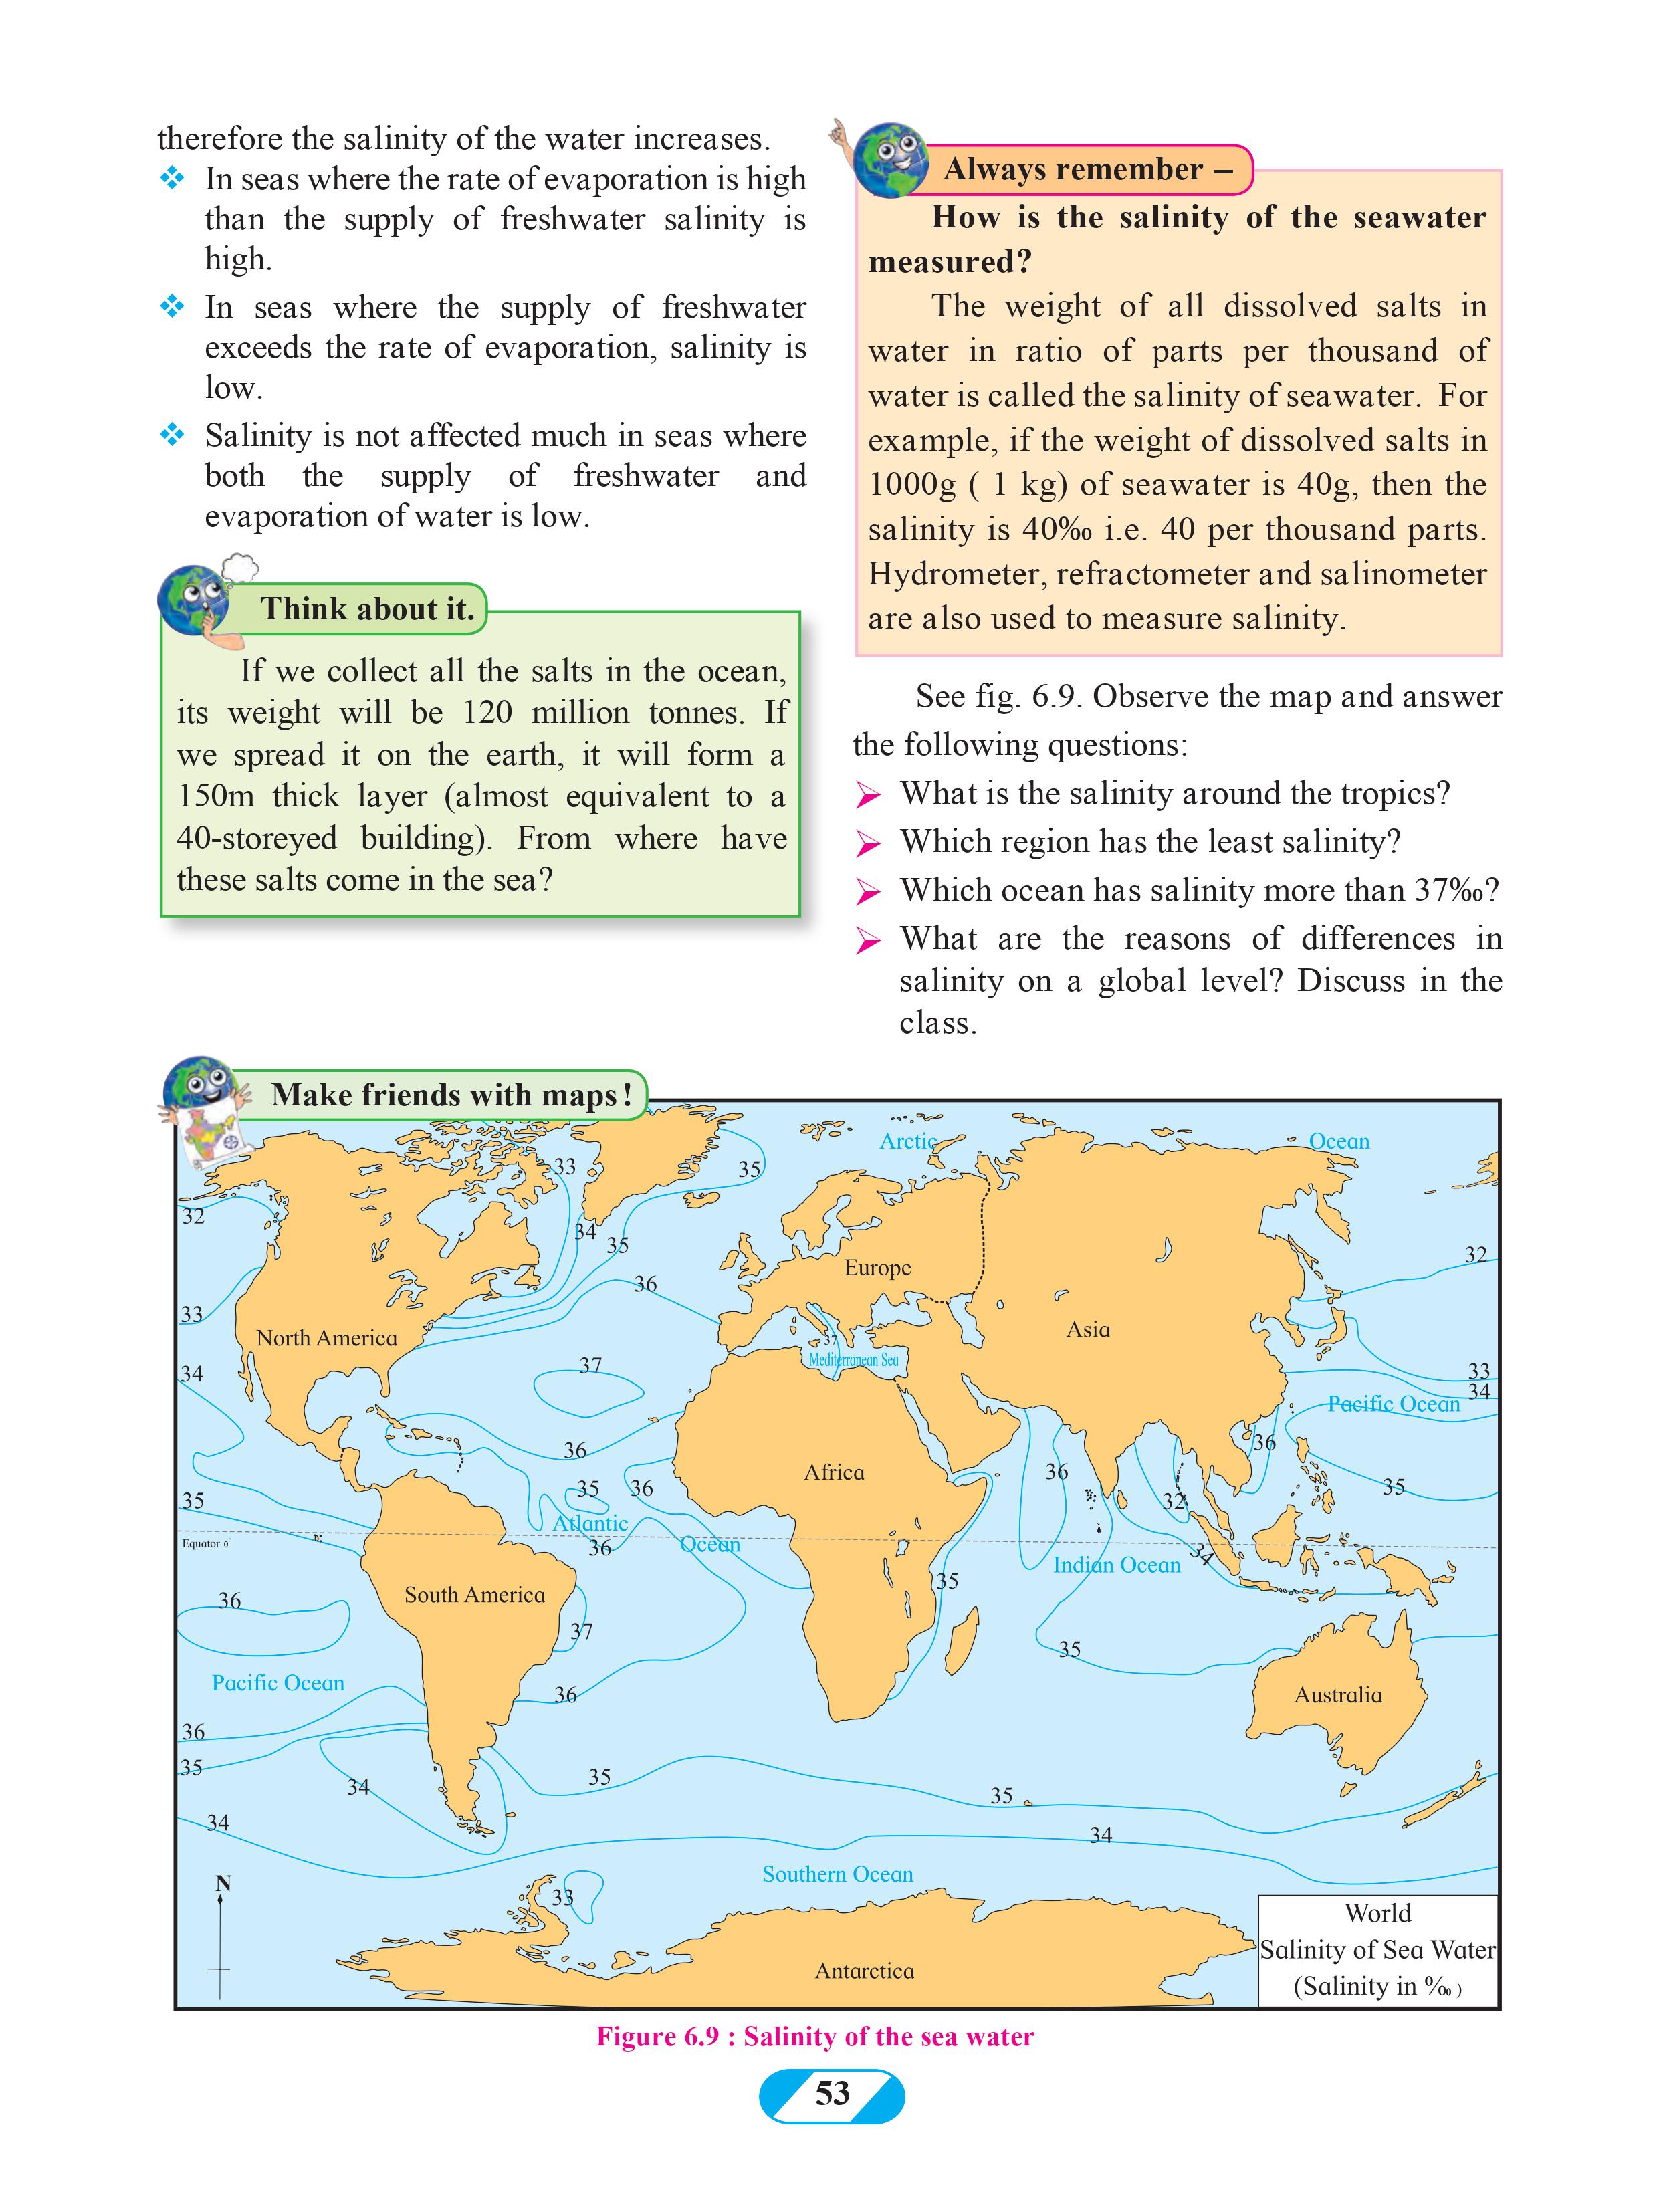 therefore the salinity of the water increases.
❖ In seas where the rate of evaporation is high
than the supply of freshwater salinity is
high.
❖ In seas where the supply of freshwater
exceeds the rate of evaporation, salinity is
low.
❖ Salinity is not affected much in seas where
both the supply of freshwater and
evaporation of water is low.
Think about it.
If we collect all the salts in the ocean,
its weight will be 120 million tonnes. If
we spread it on the earth, it will form a
150m thick layer (almost equivalent to a
40-storeyed building). From where have
these salts come in the sea?
Always remember –
How is the salinity of the seawater
measured?
The weight of all dissolved salts in
water in ratio of parts per thousand of
water is called the salinity of seawater. For
example, if the weight of dissolved salts in
1000g ( 1 kg) of seawater is 40g, then the
salinity is 40‰ i.e. 40 per thousand parts.
Hydrometer, refractometer and salinometer
are also used to measure salinity.
See fig. 6.9. Observe the map and answer
the following questions:
➢ What is the salinity around the tropics?
➢ Which region has the least salinity?
➢ Which ocean has salinity more than 37‰?
➢ What are the reasons of differences in
salinity on a global level? Discuss in the
class.
Make friends with maps!
Arctic Ocean
33
35
32
34
35
32
36
Europe
33
North America
37
Asia
Mediterranean Sea
34
37
33
34
Pacific Ocean
36
36
Africa
36
35
36
36
32
35
35
Atlantic
Ocean
Equator 0°
36
34
Indian Ocean
35
South America
36
37
35
Pacific Ocean
36
Australia
36
35
35
34
35
34
34
Southern Ocean
N
33
Antarctica
World
Salinity of Sea Water
(Salinity in ‰ )
Figure 6.9 : Salinity of the sea water
53